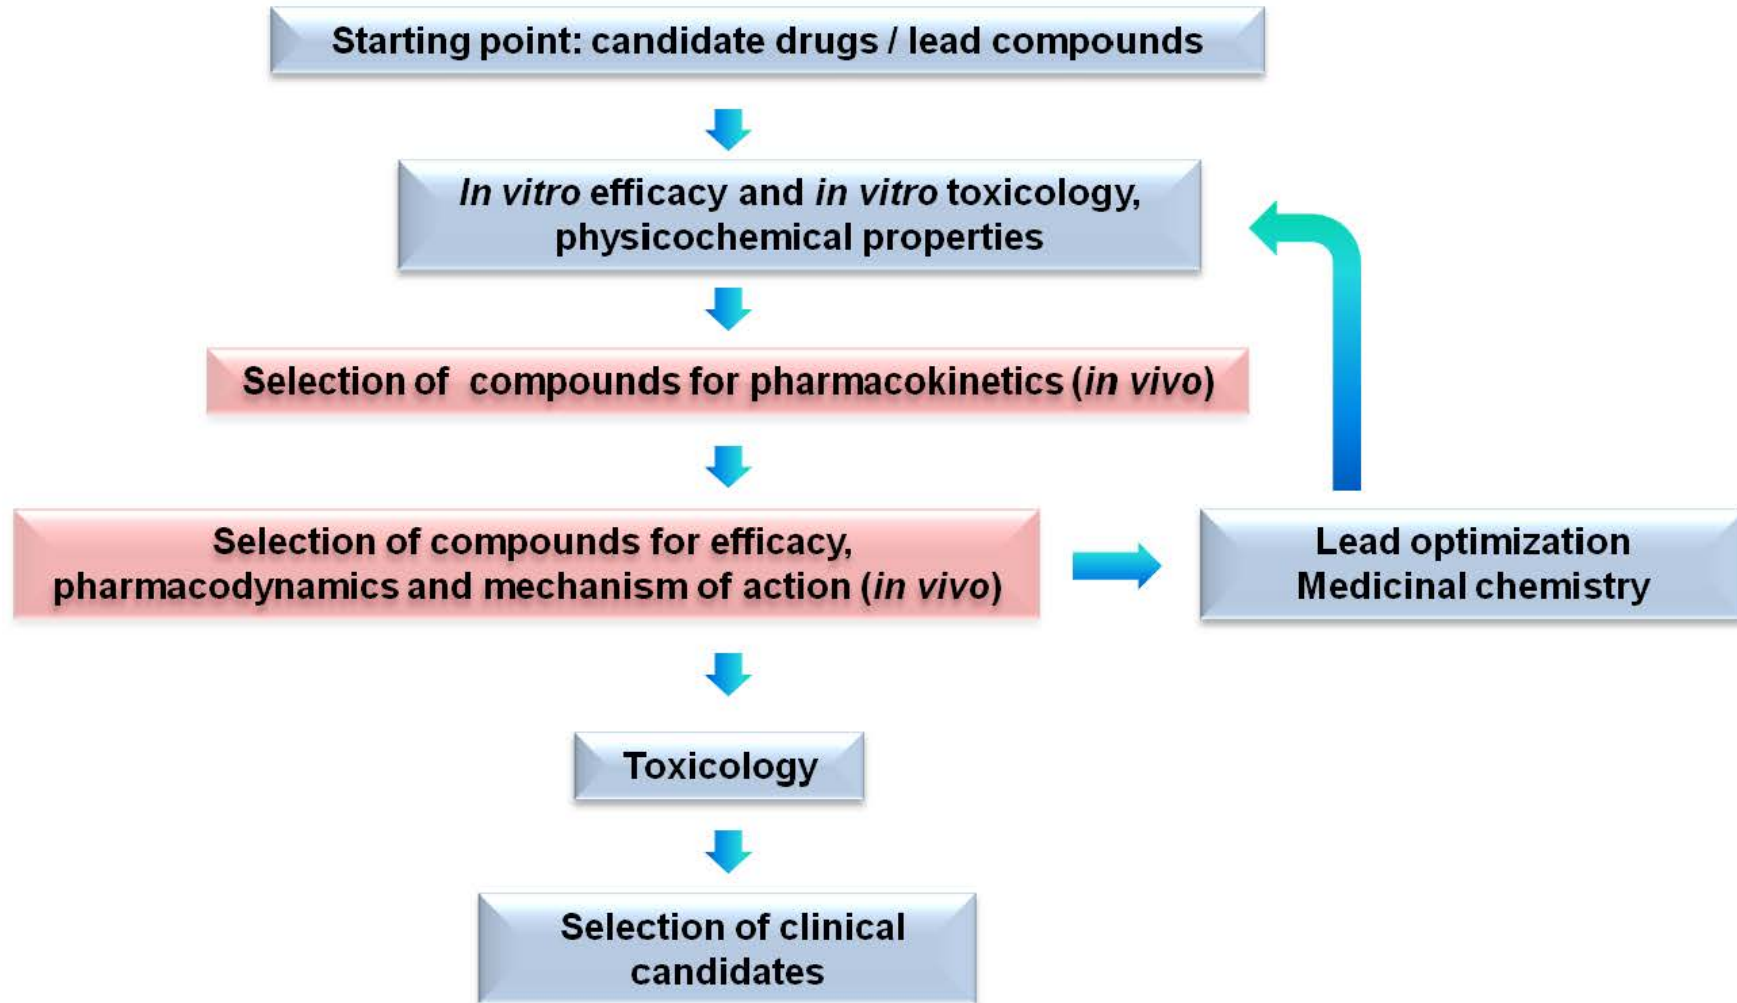 Starting point: candidate drugs / lead compounds
In vitro efficacy and in vitro toxicology,
physicochemical properties
Selection of  compounds for pharmacokinetics (in vivo)
Selection of compounds for efficacy,
pharmacodynamics and mechanism of action (in vivo)
Lead optimization
Medicinal chemistry
Toxicology
Selection of clinical
candidates